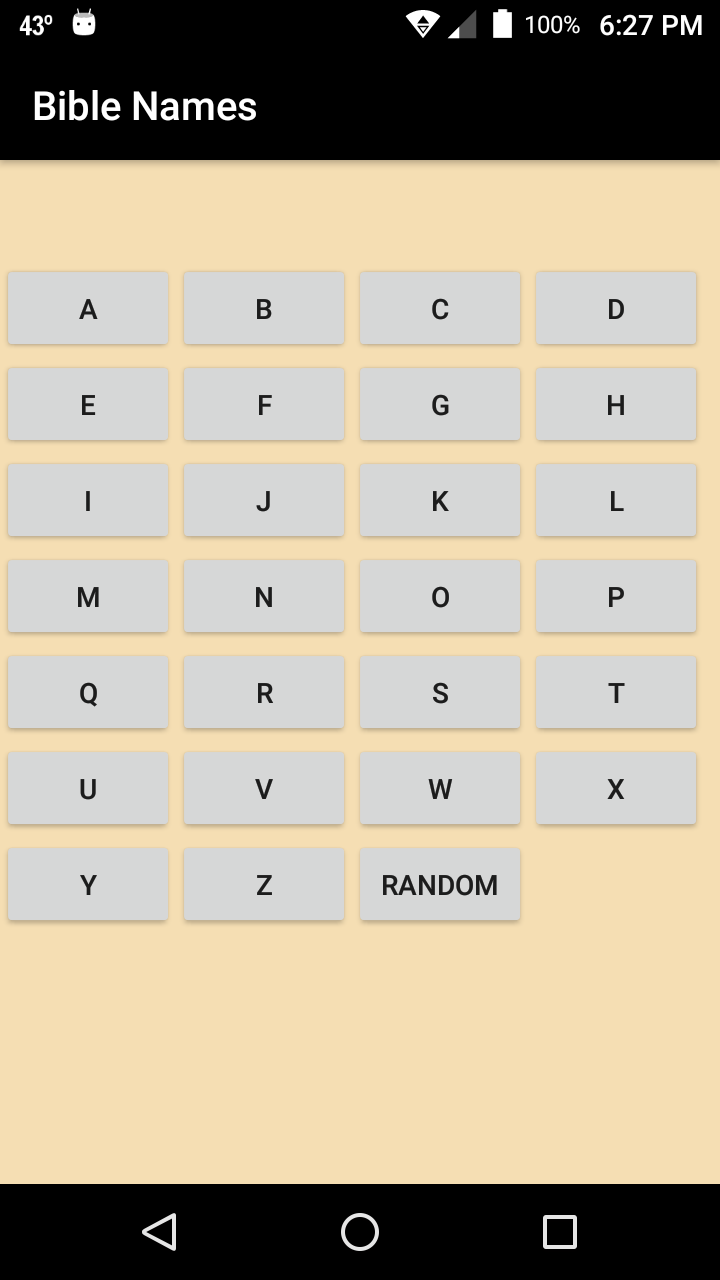 43º 100% 6:27 PM
Bible Names
A B C D
E F G H
I J K L
M N O P
Q R S T
U V W X
Y Z RANDOM